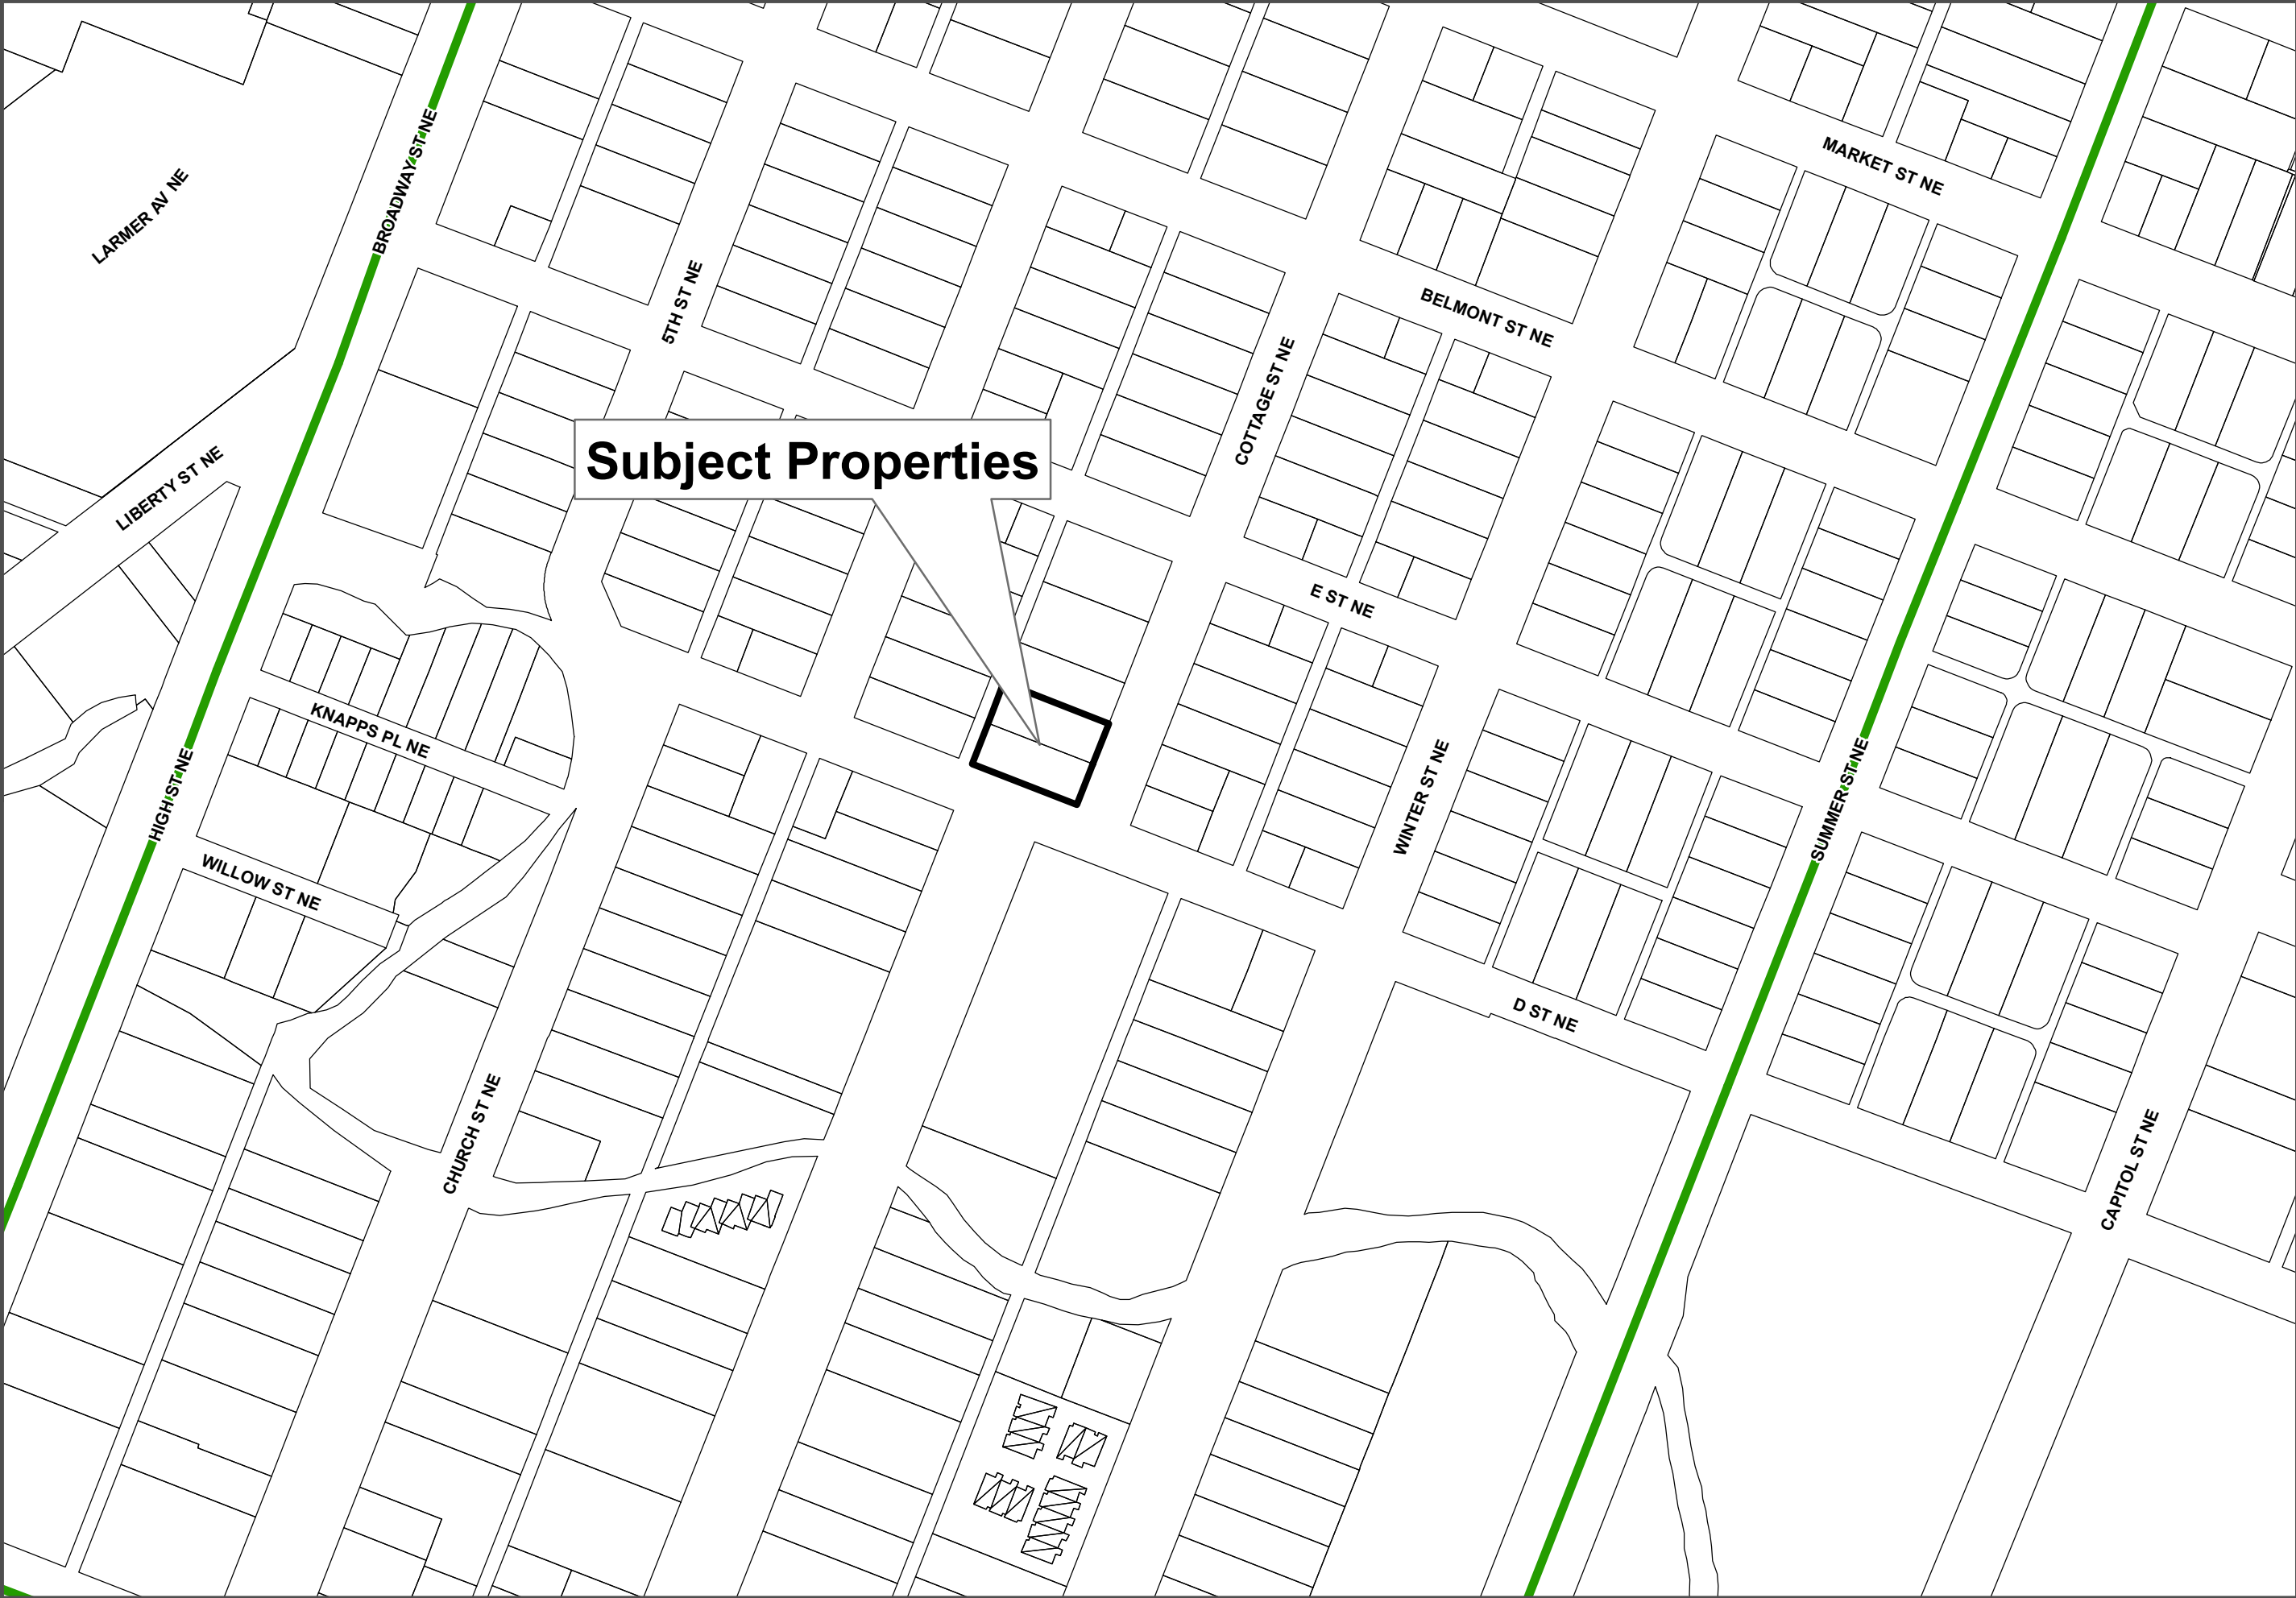 MARKET ST NE
BROADWAY ST NE
LARMER AV NE
5TH ST NE
BELMONT ST NE
COTTAGE ST NE
Subject Properties
LIBERTY ST NE
E ST NE
KNAPPS PL NE
HIGH ST NE
WINTER ST NE
SUMMER ST NE
WILLOW ST NE
D ST NE
CHURCH ST NE
CAPITOL ST NE